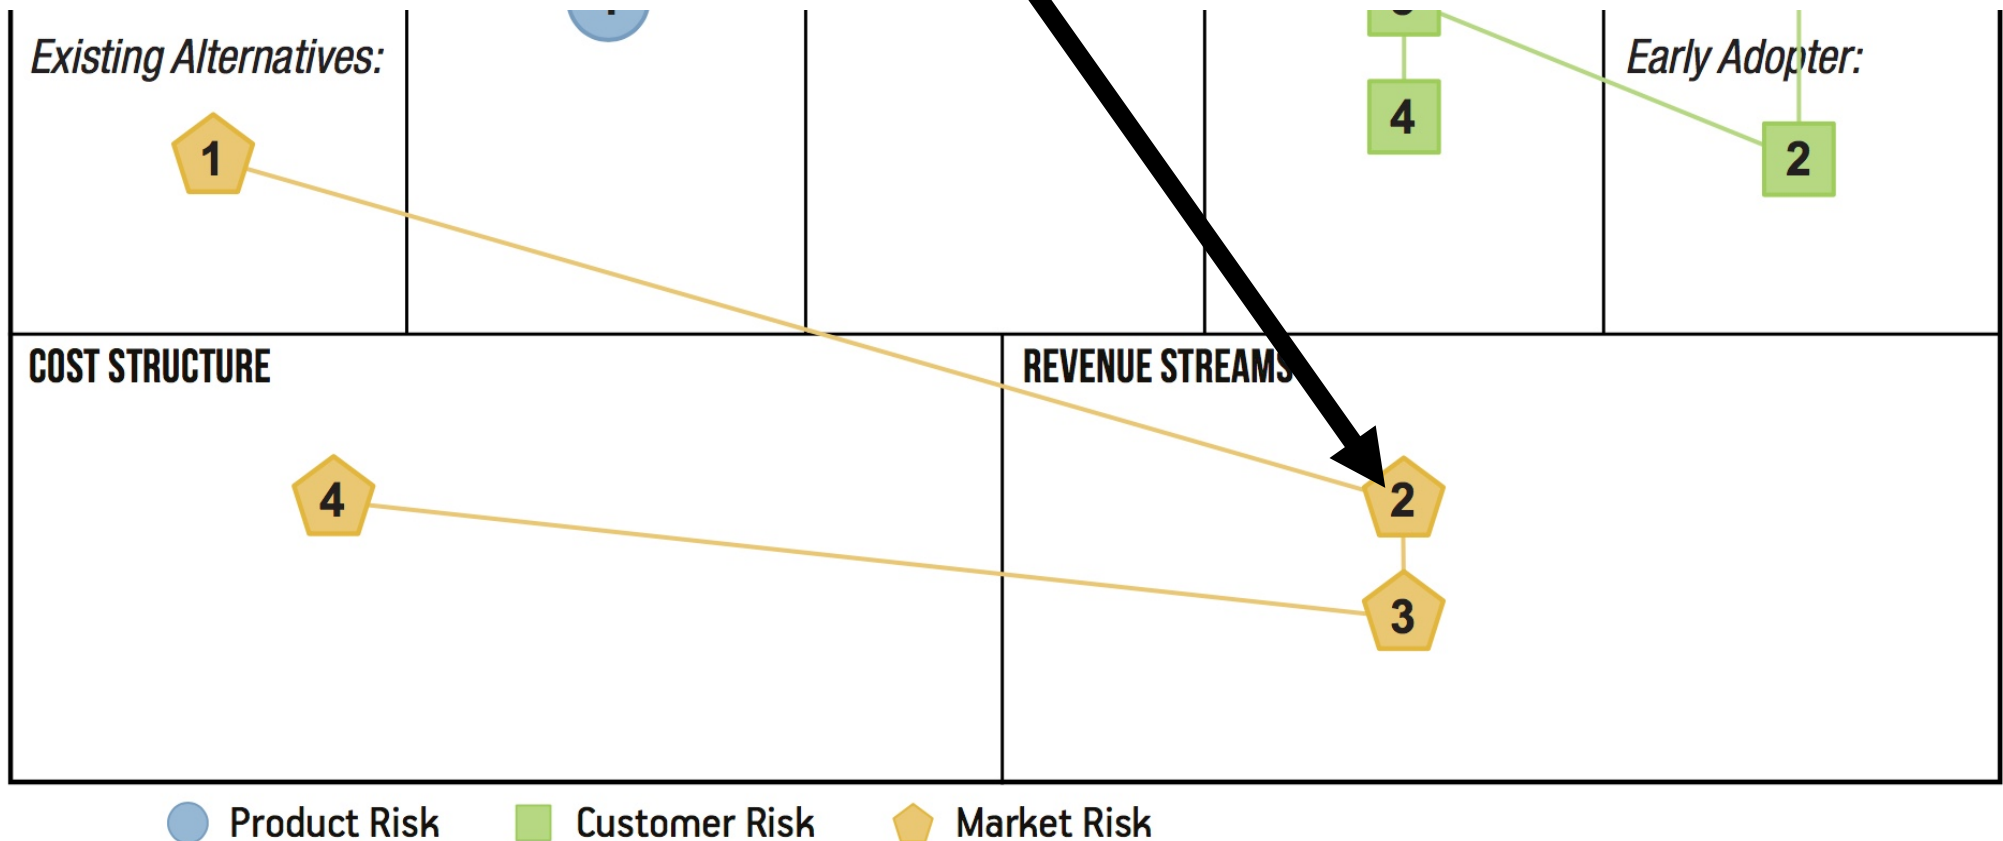 Existing Alternatives:
Early Adopter:
4
1
2
COST STRUCTURE
REVENUE STREAMS
4
2
3
Product Risk
Customer Risk
Market Risk